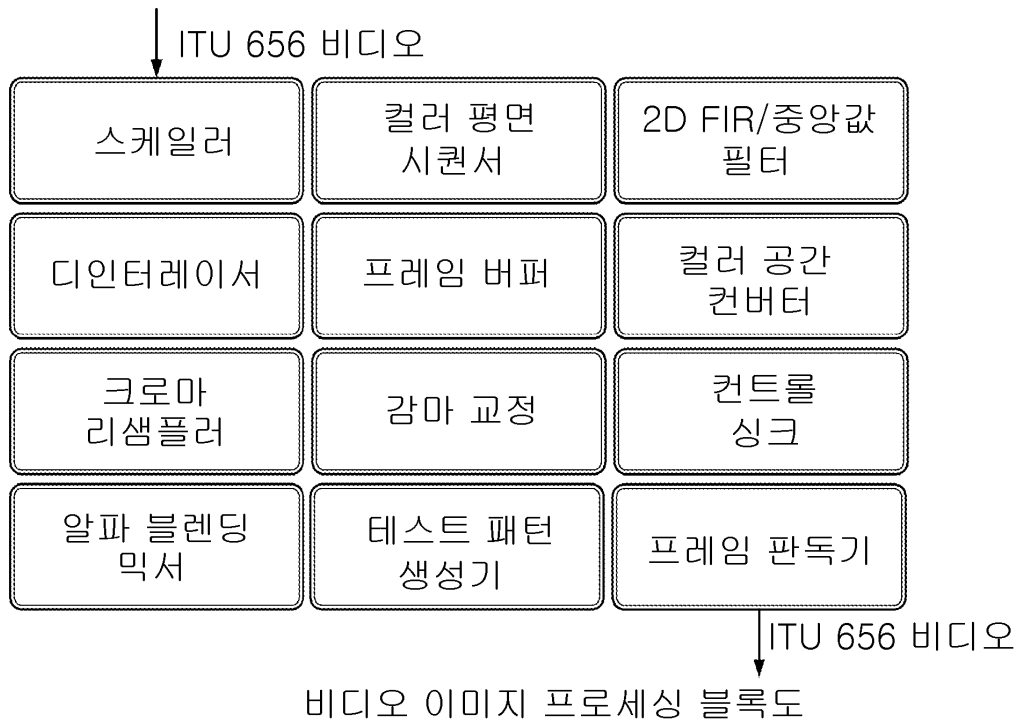 ITU 656 비디오
스케일러
컬러 평면
시퀀서
2D FIR/중앙값
필터
디인터레이서
프레임 버퍼
컬러 공간
컨버터
크로마
리샘플러
감마 교정
컨트롤
싱크
알파 블렌딩
믹서
테스트 패턴
생성기
프레임 판독기
ITU 656 비디오
비디오 이미지 프로세싱 블록도